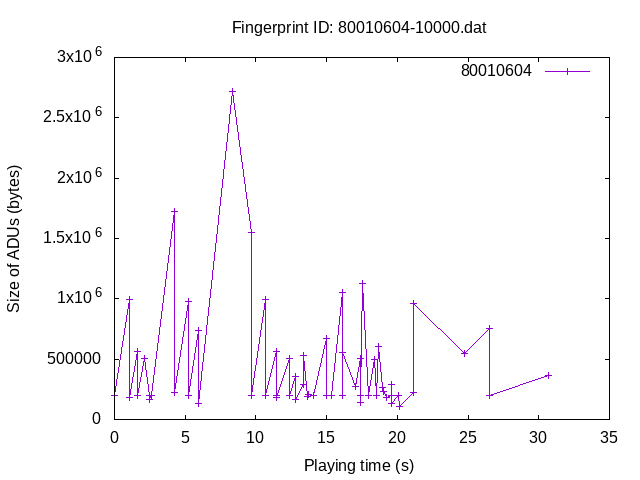 Fingerprint ID: 80010604-10000.dat
80010604
3x10^6
2.5x10^6
2x10^6
1.5x10^6
1x10^6
500000
0
Size of ADUs (bytes)
0 5 10 15 20 25 30 35
Playing time (s)